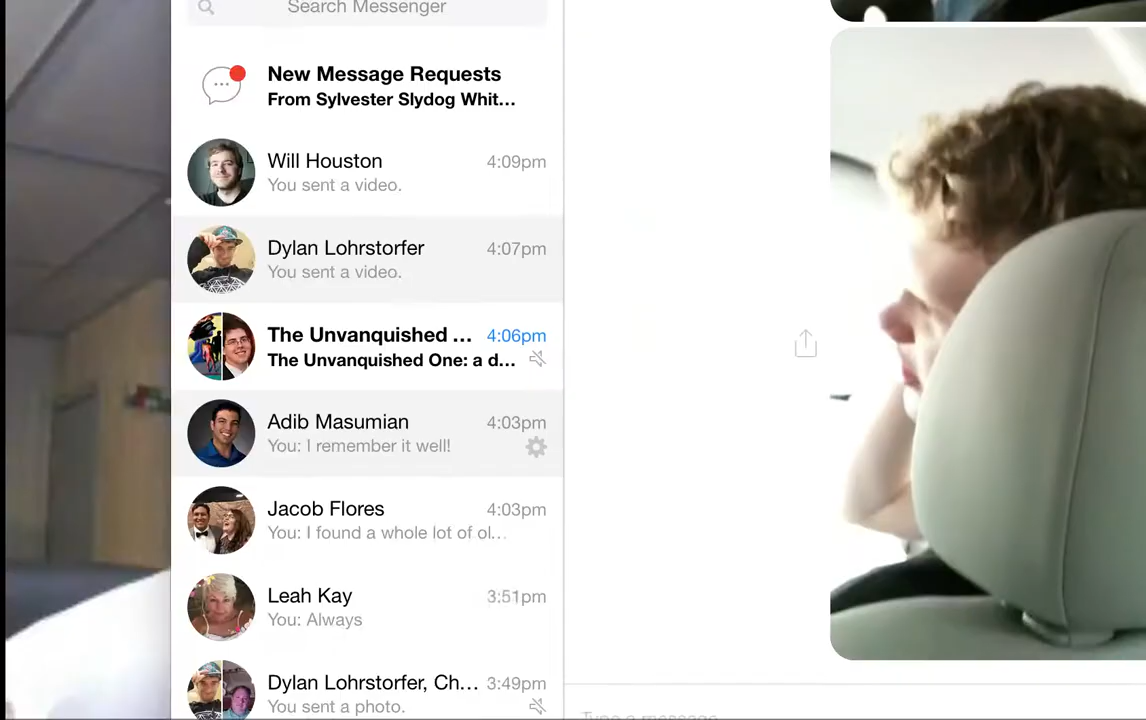 Search Messenger
New Message Requests
From Sylvester Slydog Whit...
Will Houston 4:09pm
You sent a video.
Dylan Lohrstorfer 4:07pm
You sent a video.
The Unvanquished ... 4:06pm
The Unvanquished One: a d...
Adib Masumian 4:03pm
You: I remember it well!
Jacob Flores 4:03pm
You: I found a whole lot of ol...
Leah Kay 3:51pm
You: Always
Dylan Lohrstorfer, Ch... 3:49pm
You sent a photo.
Type a message